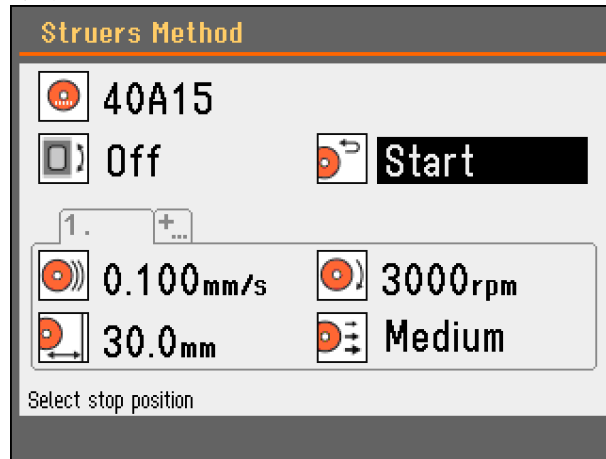 Struers Method
40A15
Off Start
1. +...
0.100mm/s 3000rpm
30.0mm Medium
Select stop position